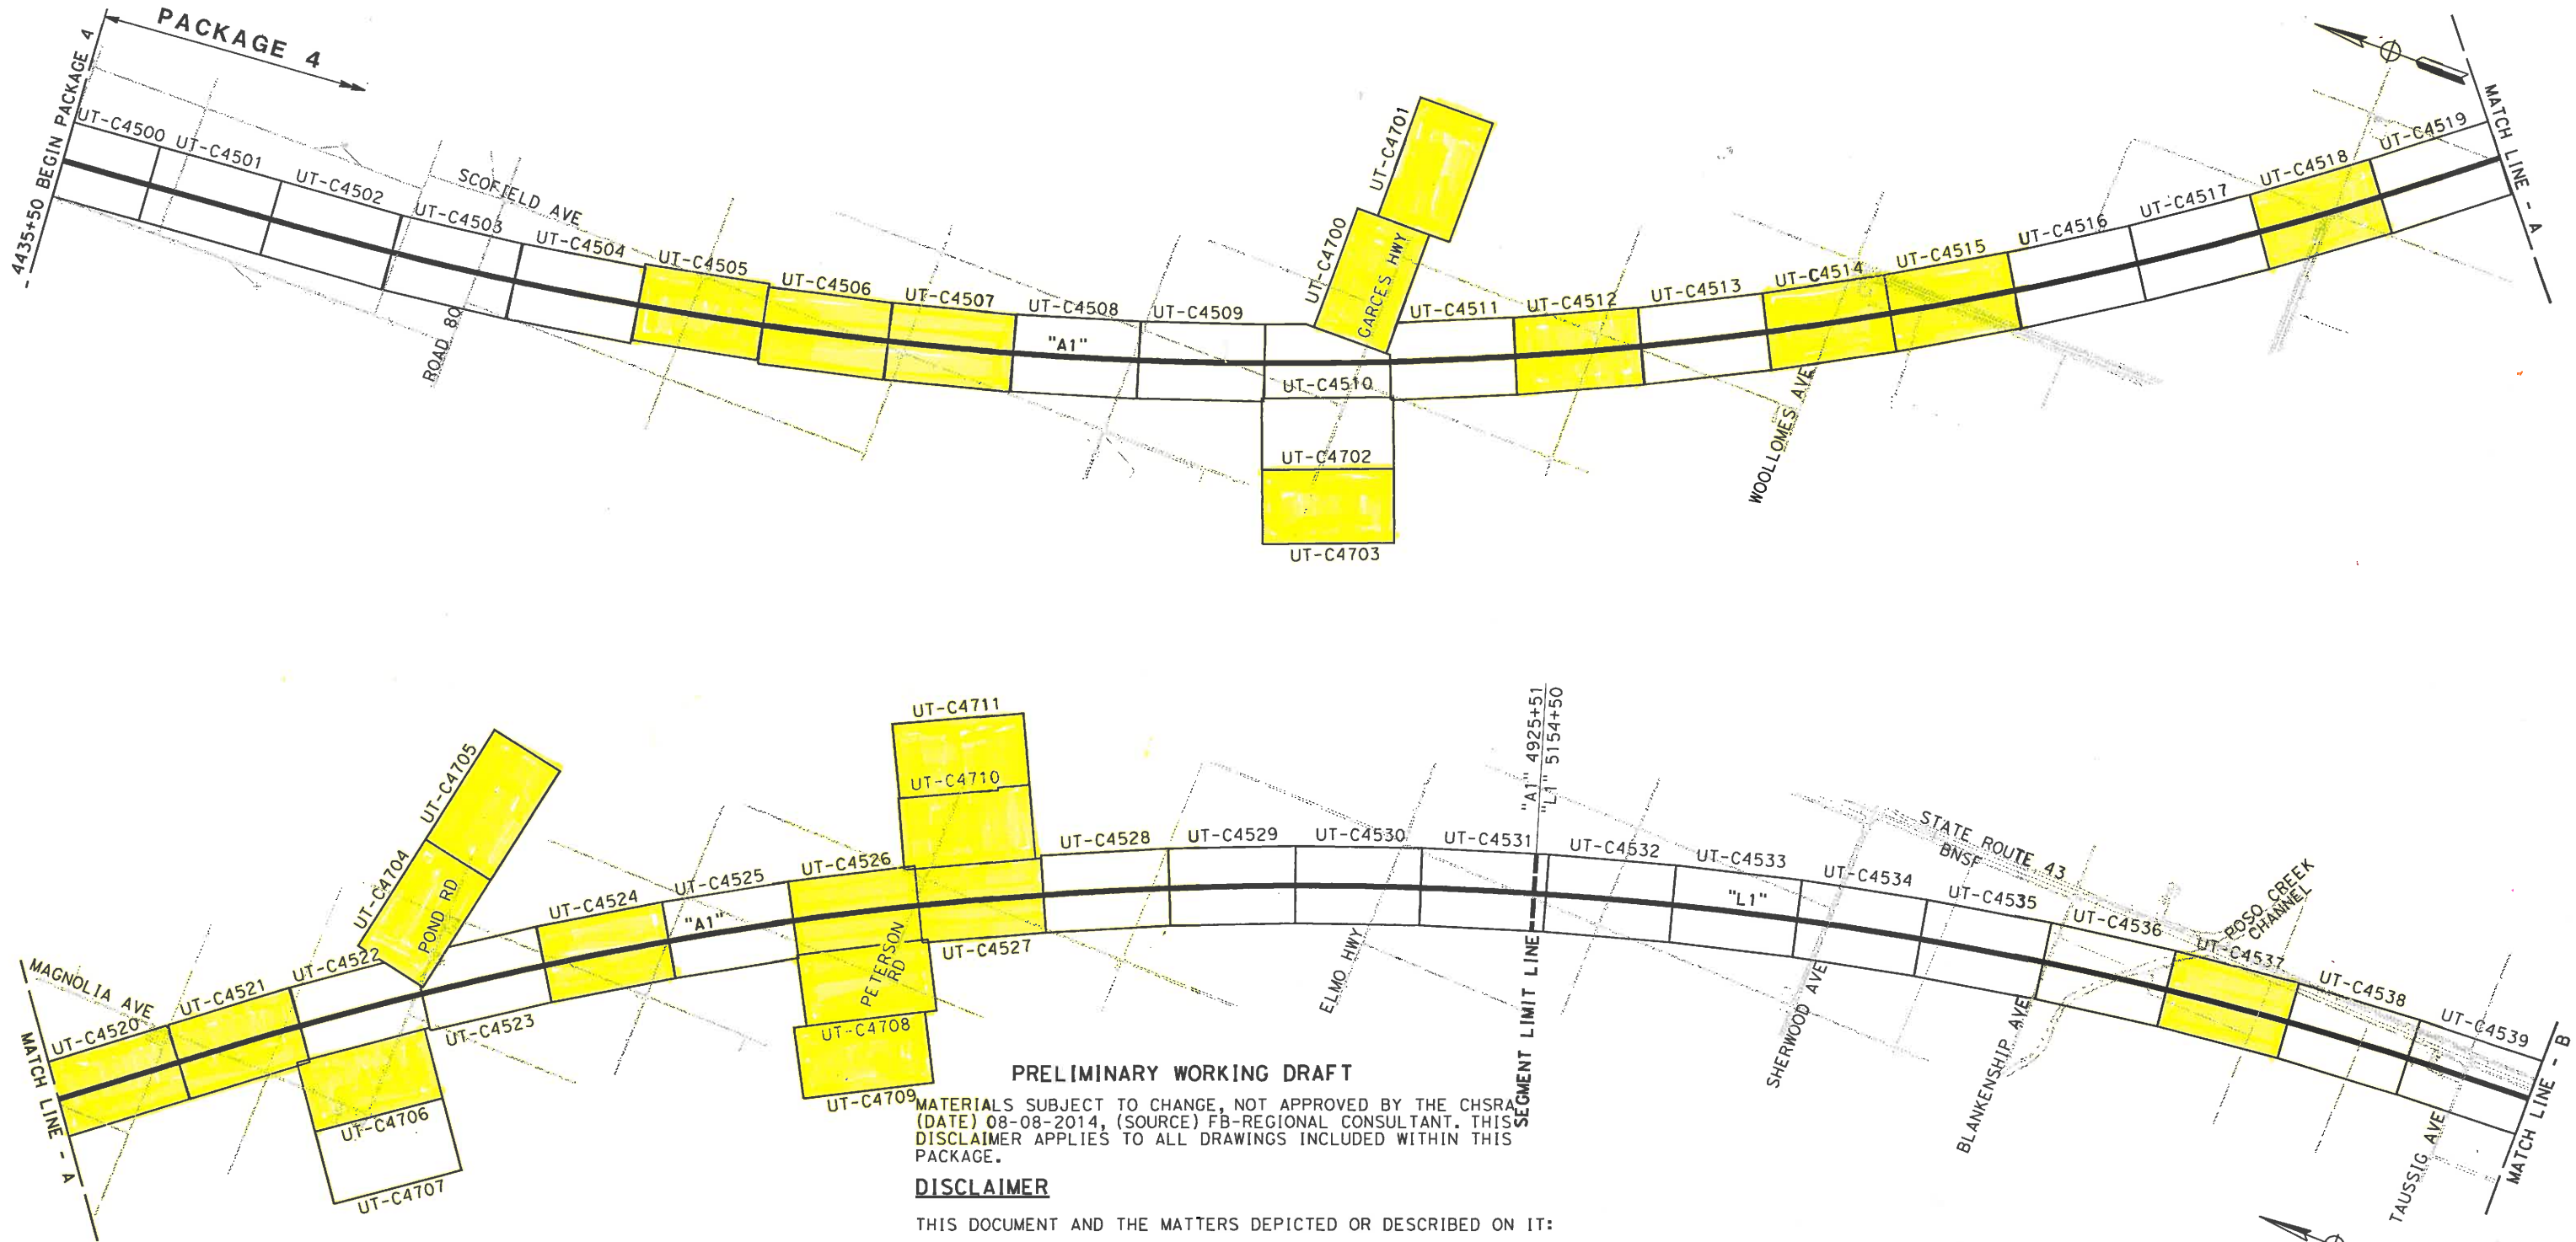 PACKAGE 4
4435+50 BEGIN PACKAGE 4
UT-C4500
UT-C4501
UT-C4502
UT-C4503
UT-C4504
UT-C4505
UT-C4506
UT-C4507
UT-C4508
UT-C4509
UT-C4510
UT-C4511
UT-C4512
UT-C4513
UT-C4514
UT-C4515
UT-C4516
UT-C4517
UT-C4518
UT-C4519
SCOFIELD AVE
ROAD 80
"A1"
UT-C4700
UT-C4701
GARCES HWY
UT-C4702
UT-C4703
WOOLLOMES AVE
MATCH LINE - A
MATCH LINE - A
MAGNOLIA AVE
UT-C4520
UT-C4521
UT-C4522
UT-C4523
UT-C4524
UT-C4525
UT-C4526
UT-C4527
UT-C4528
UT-C4529
UT-C4530
UT-C4531
UT-C4532
UT-C4533
UT-C4534
UT-C4535
UT-C4536
UT-C4537
UT-C4538
UT-C4539
UT-C4704
UT-C4705
POND RD
UT-C4706
UT-C4707
"A1"
UT-C4711
UT-C4710
PETERSON
RD
UT-C4708
UT-C4709
ELMO HWY
"A1" 4925+51
"L1" 5154+50
SEGMENT LIMIT LINE
"L1"
SHERWOOD AVE
STATE ROUTE 43
BNSF
BLANKENSHIP AVE
POSO CREEK
CHANNEL
TAUSSIG AVE
MATCH LINE - B
PRELIMINARY WORKING DRAFT
MATERIALS SUBJECT TO CHANGE, NOT APPROVED BY THE CHSRA
(DATE) 08-08-2014, (SOURCE) FB-REGIONAL CONSULTANT. THIS
DISCLAIMER APPLIES TO ALL DRAWINGS INCLUDED WITHIN THIS
PACKAGE.
DISCLAIMER
THIS DOCUMENT AND THE MATTERS DEPICTED OR DESCRIBED ON IT: